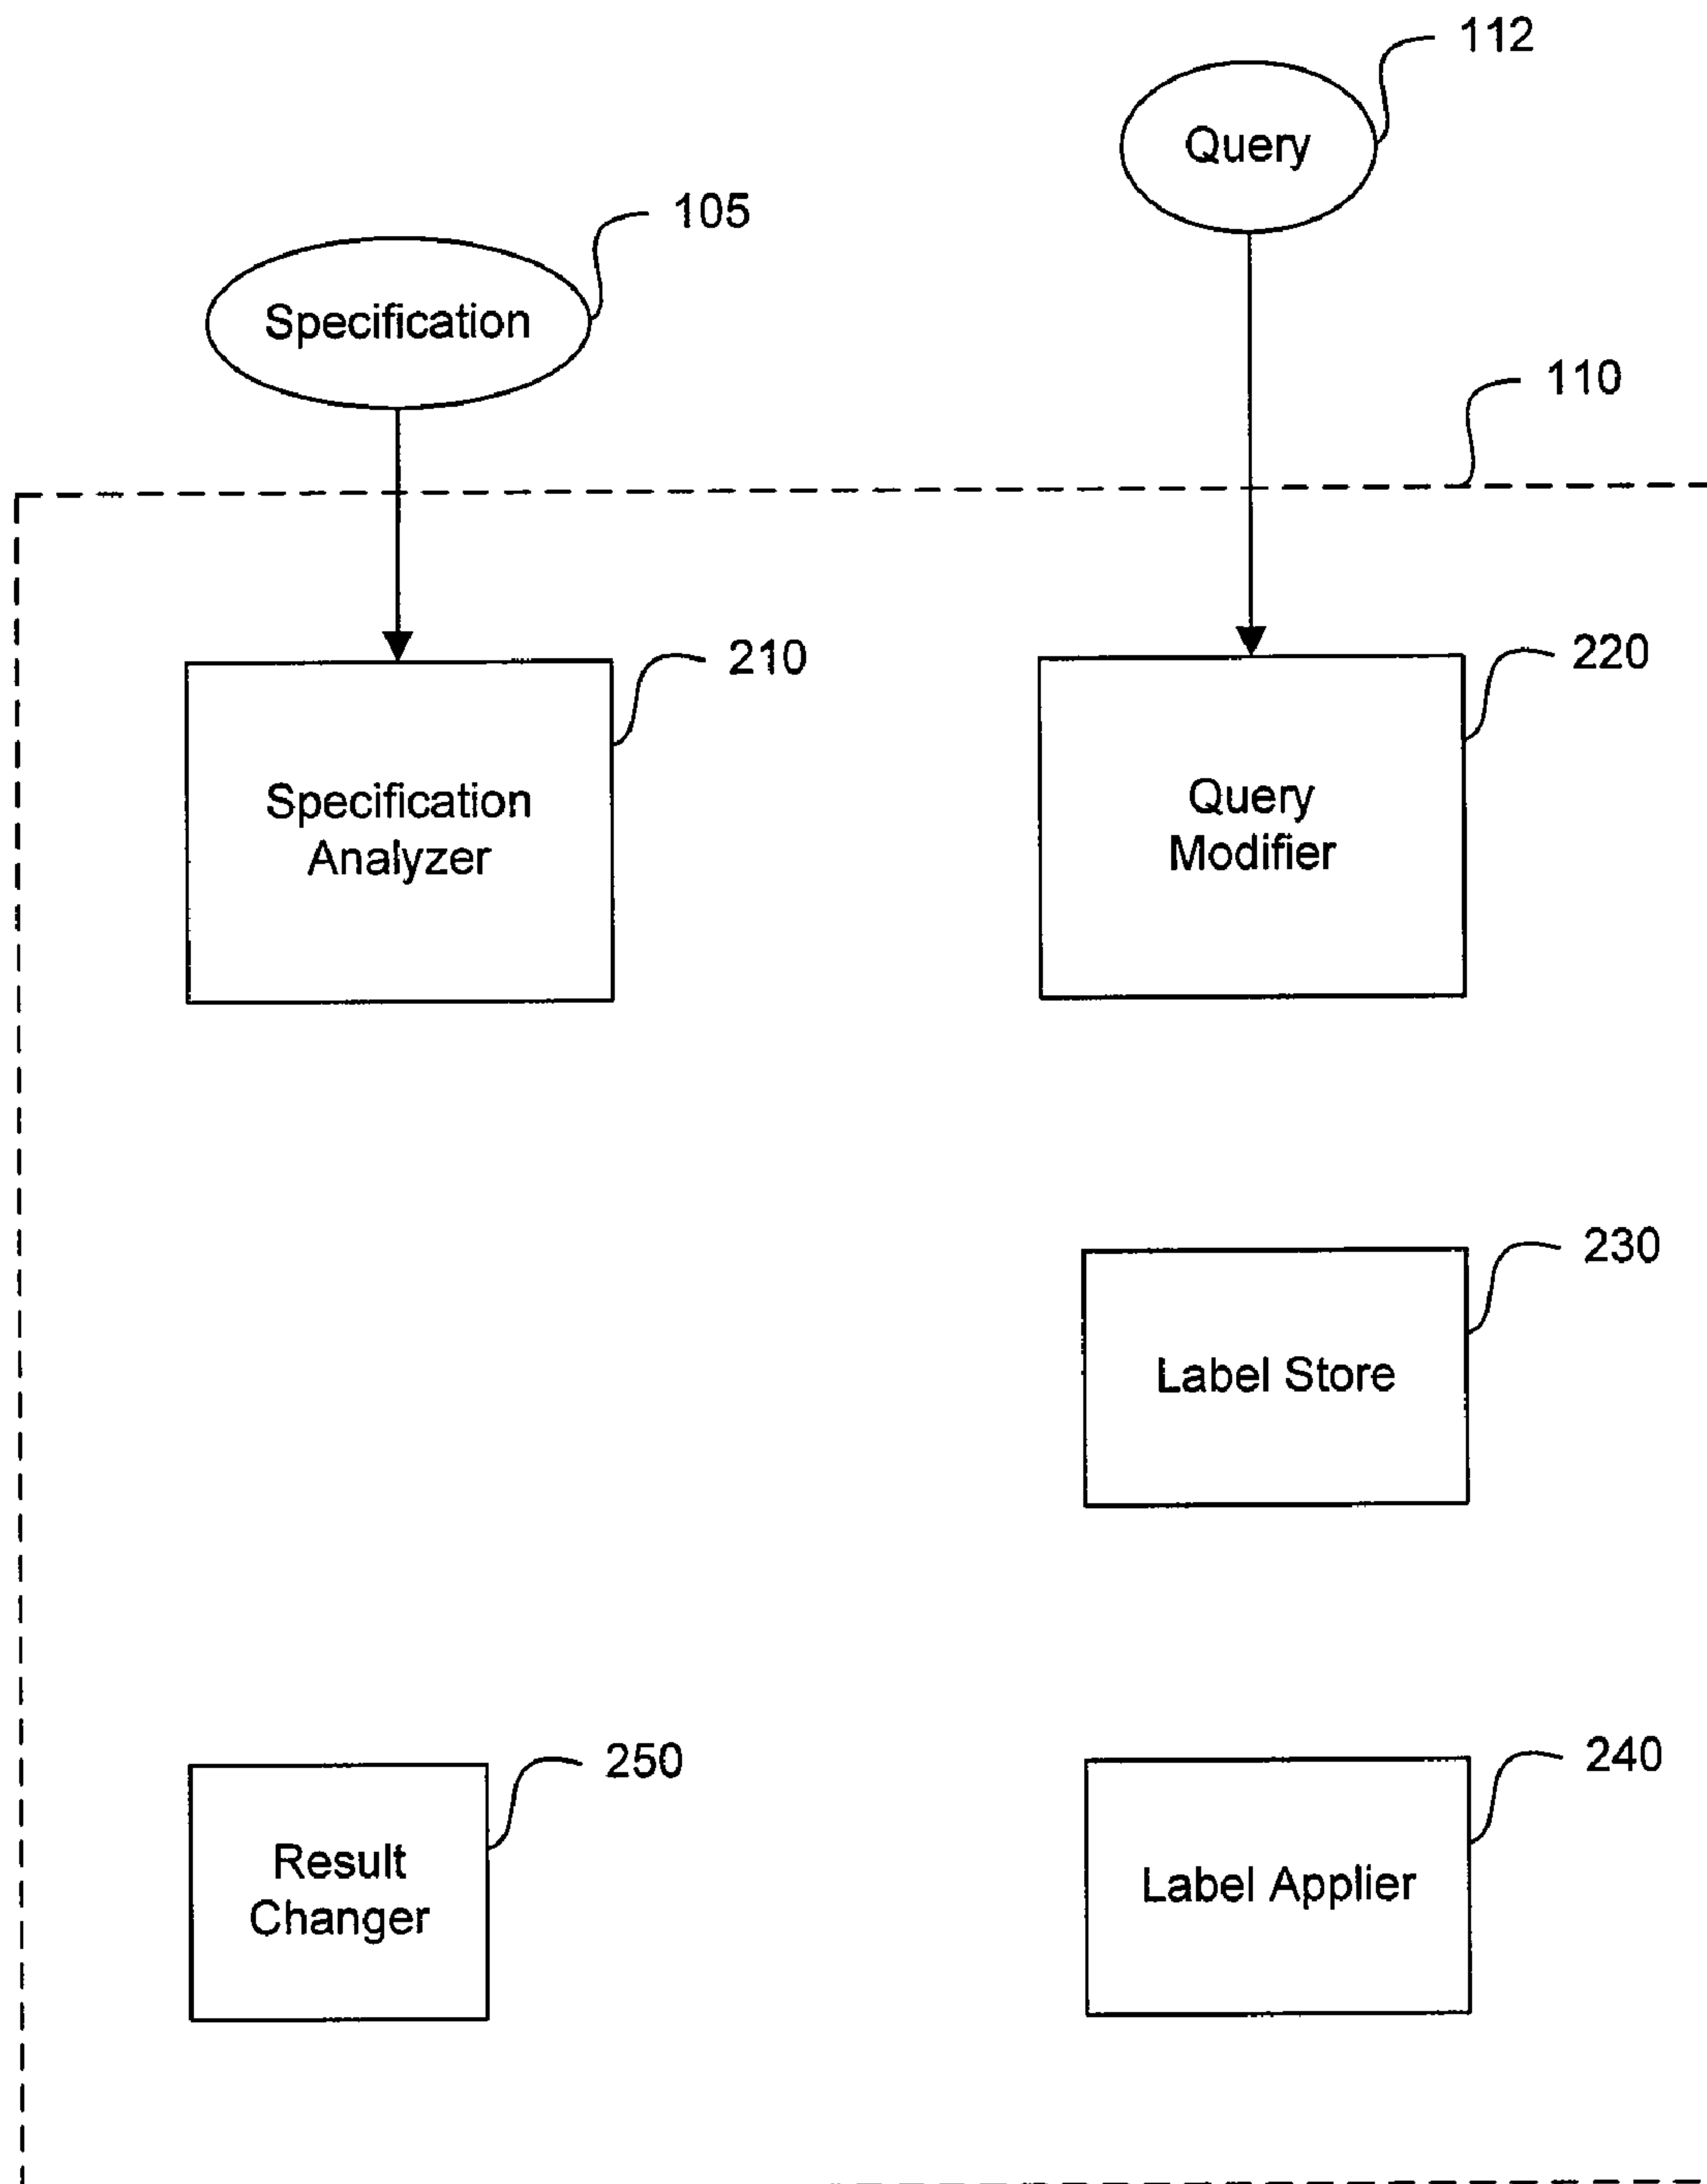 112
Query
105
Specification
110
210
220
Specification
Analyzer
Query
Modifier
230
Label Store
250
240
Result
Changer
Label Applier